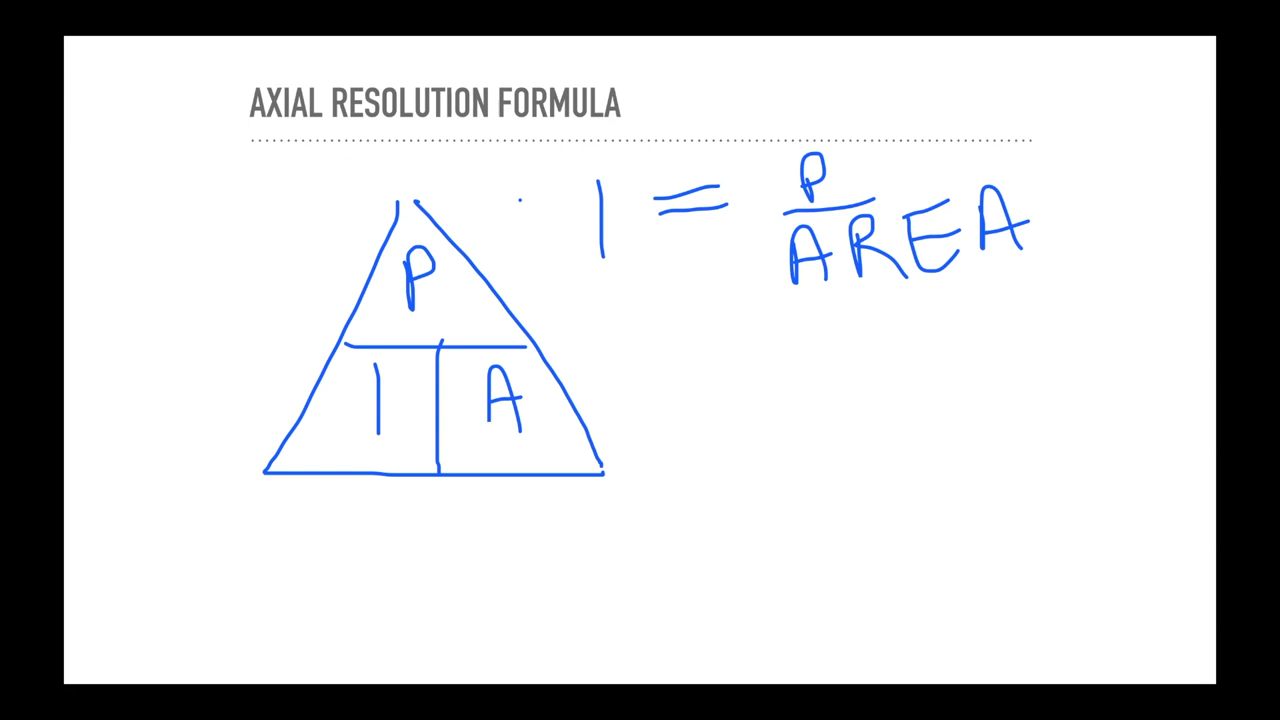 AXIAL RESOLUTION FORMULA
I = P
AREA
P
I A